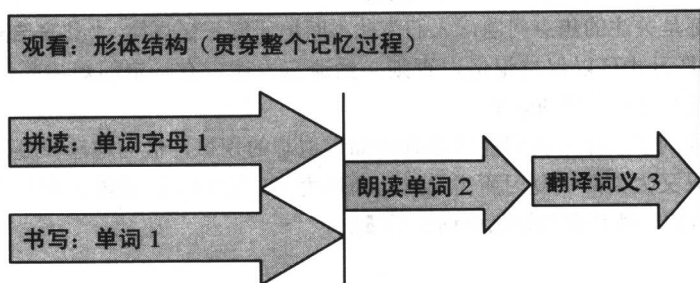 观看：形体结构（贯穿整个记忆过程）
拼读：单词字母 1
朗读单词 2
翻译词义 3
书写：单词 1